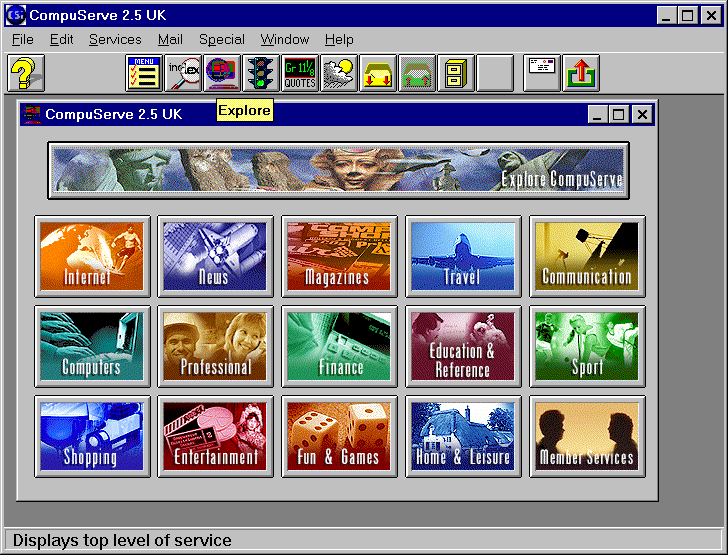 CompuServe 2.5 UK
File Edit Services Mail Special Window Help
MENU
Gr 11⅛
QUOTES
Explore
CompuServe 2.5 UK
Explore CompuServe
Internet News Magazines Travel Communication
Computers Professional Finance Education & Reference Sport
Shopping Entertainment Fun & Games Home & Leisure Member Services
Displays top level of service